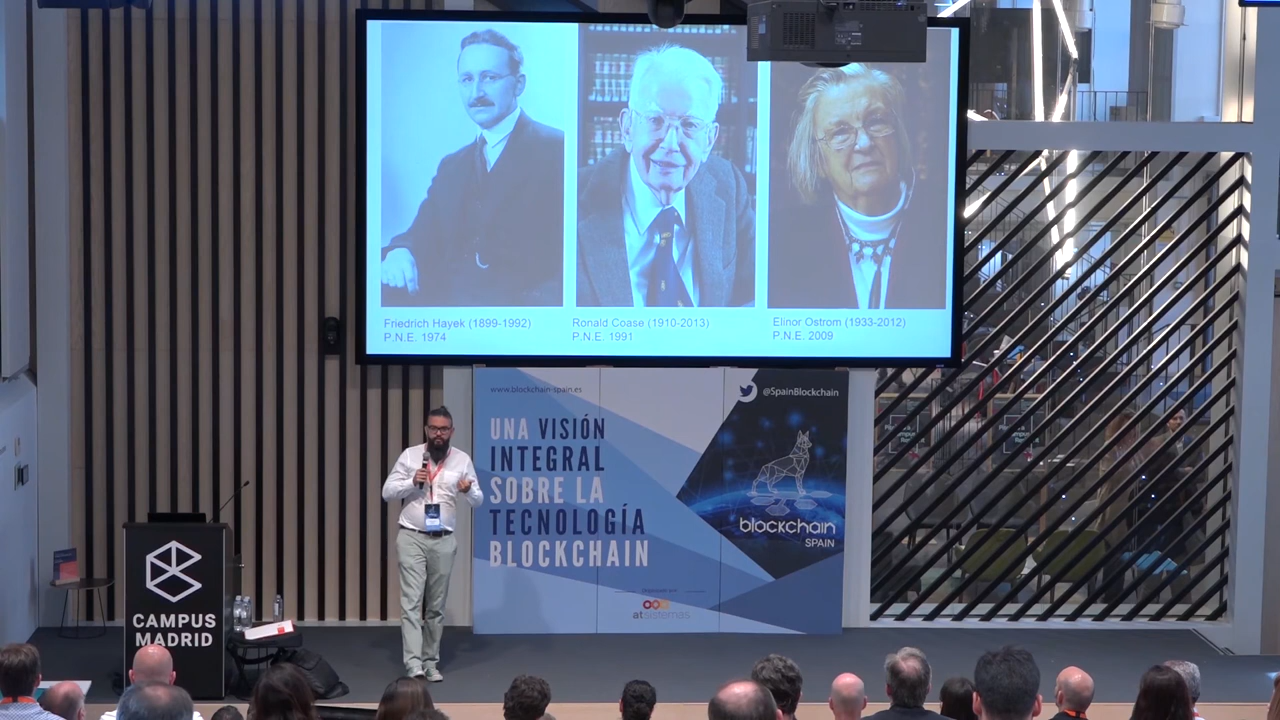 Friedrich Hayek (1899-1992)
P.N.E. 1974
Ronald Coase (1910-2013)
P.N.E. 1991
Elinor Ostrom (1933-2012)
P.N.E. 2009
www.blockchain-spain.es
@SpainBlockchain
UNA VISIÓN
INTEGRAL
SOBRE LA
TECNOLOGÍA
BLOCKCHAIN
blockchain
SPAIN
atsistemas
CAMPUS
MADRID